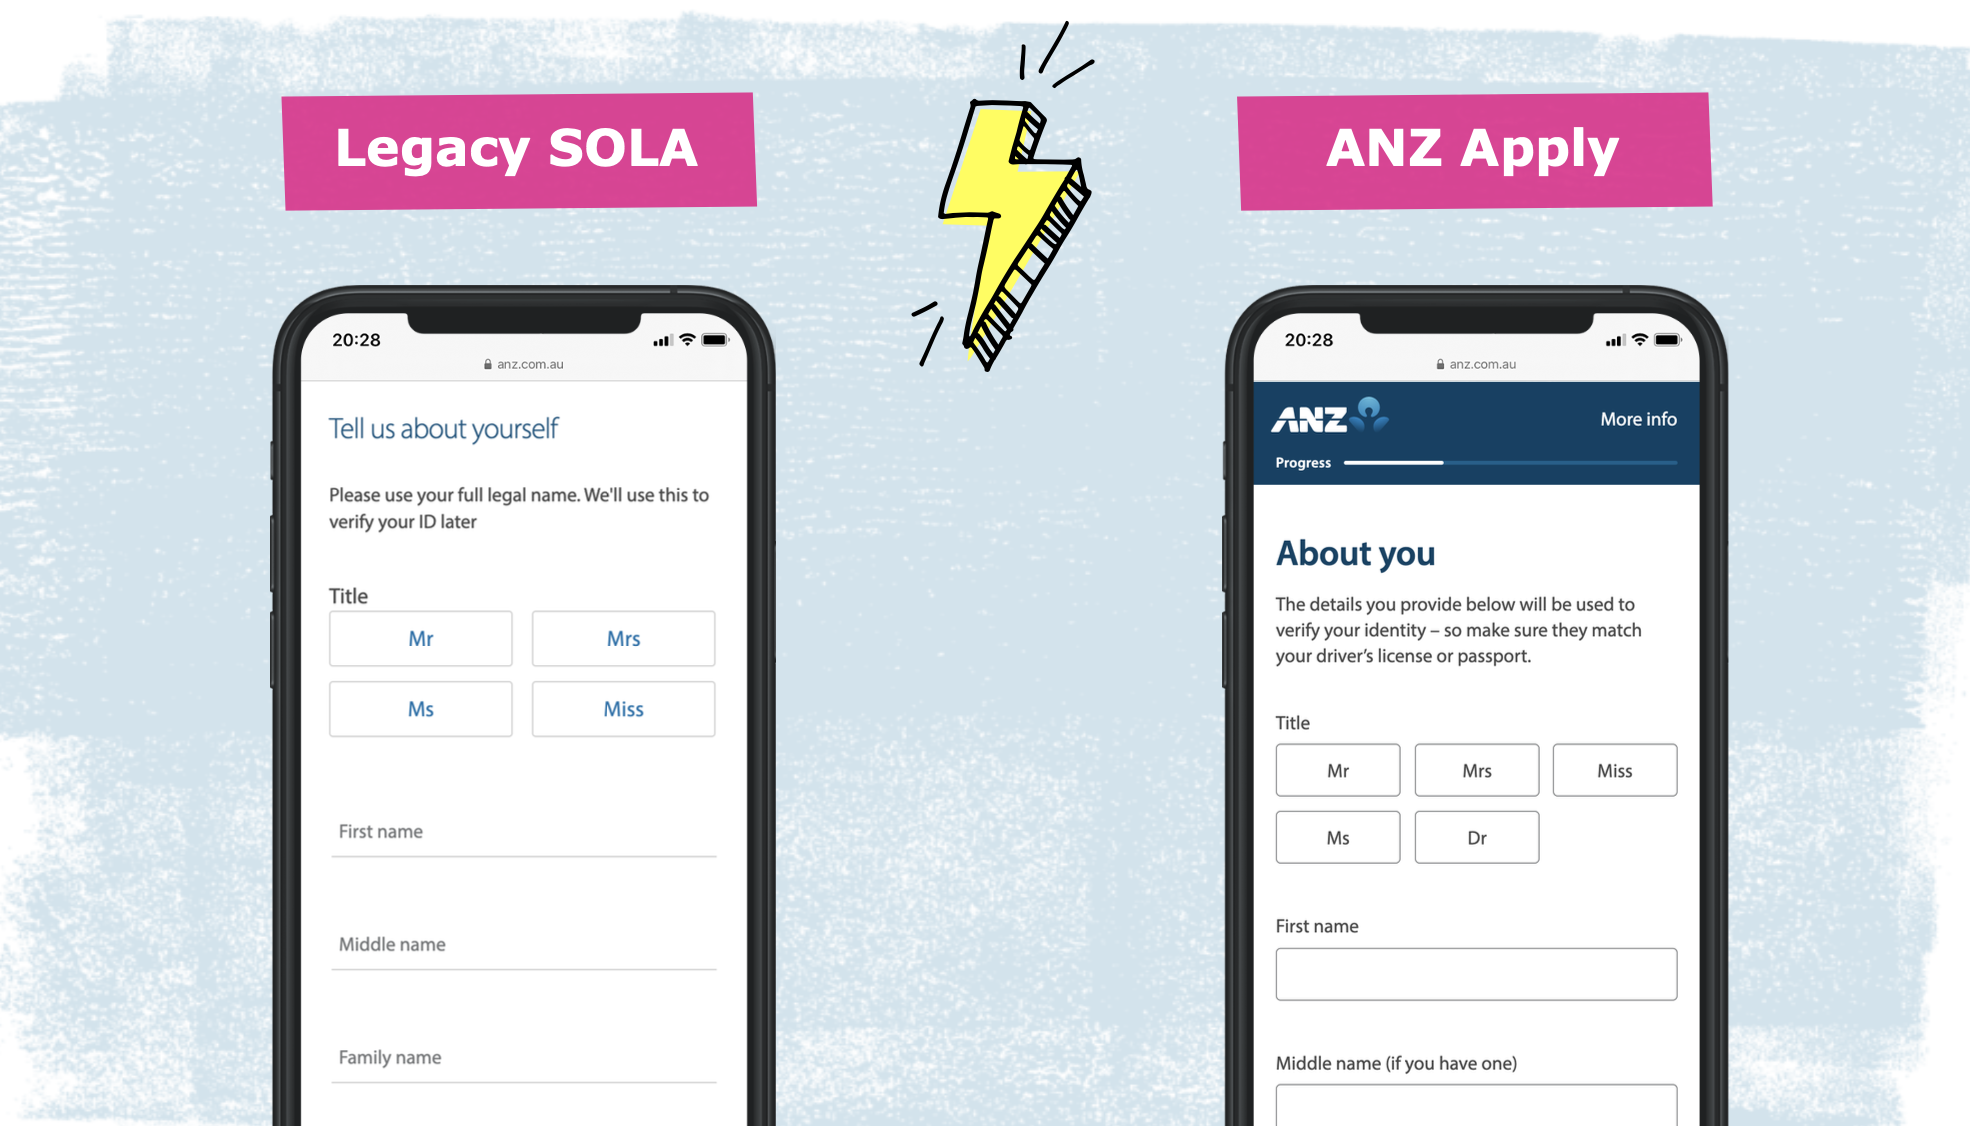 Legacy SOLA
20:28
anz.com.au
Tell us about yourself
Please use your full legal name. We'll use this to
verify your ID later
Title
Mr
Mrs
Ms
Miss
First name
Middle name
Family name
ANZ Apply
20:28
anz.com.au
ANZ
More info
Progress
About you
The details you provide below will be used to
verify your identity – so make sure they match
your driver’s license or passport.
Title
Mr
Mrs
Miss
Ms
Dr
First name
Middle name (if you have one)